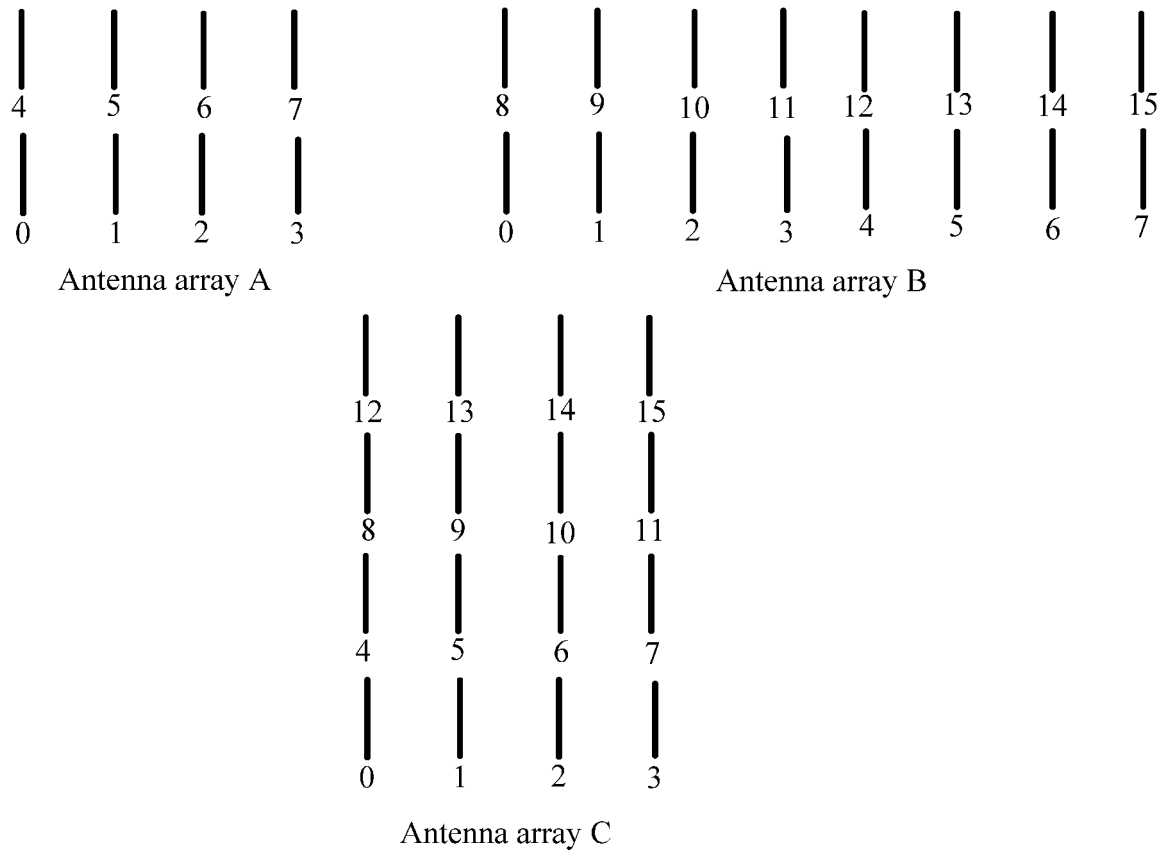 4 5 6 7
0 1 2 3
Antenna array A
8 9 10 11 12 13 14 15
0 1 2 3 4 5 6 7
Antenna array B
12 13 14 15
8 9 10 11
4 5 6 7
0 1 2 3
Antenna array C